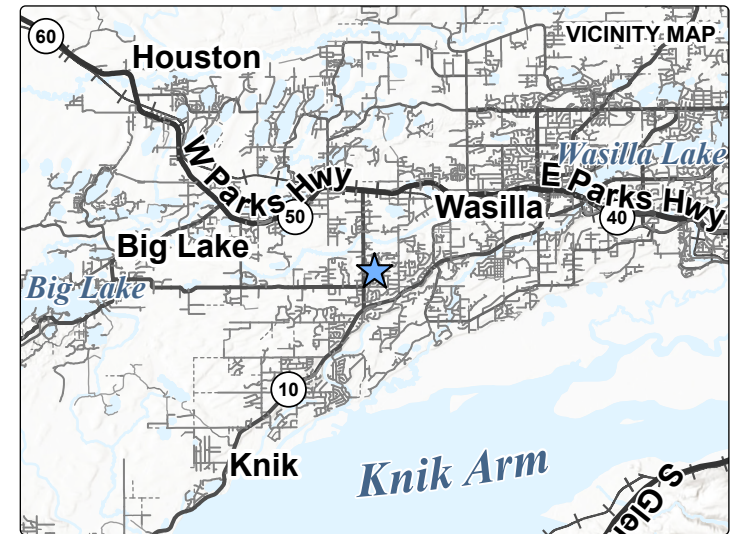 60
Houston
VICINITY MAP
Wasilla Lake
W Parks Hwy
E Parks Hwy
50
Wasilla
40
Big Lake
Big Lake
10
Knik
Knik Arm
S Glen